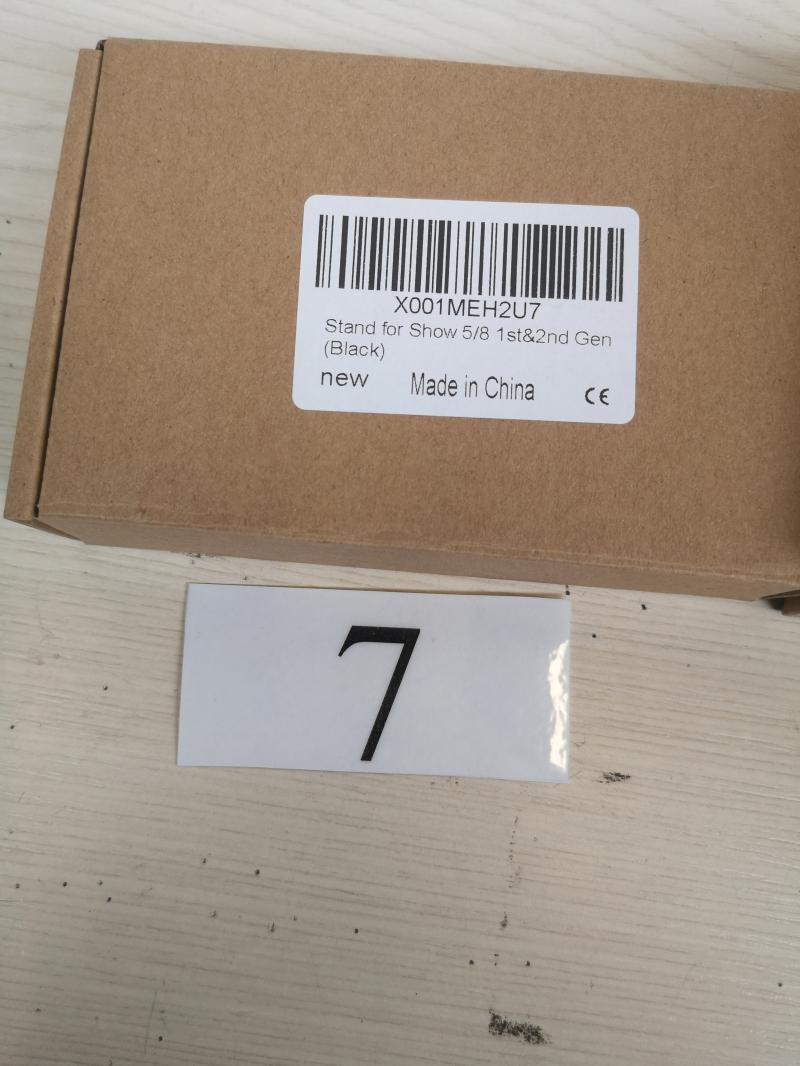 X001MEH2U7
Stand for Show 5/8 1st&2nd Gen
(Black)
new Made in China CE
7